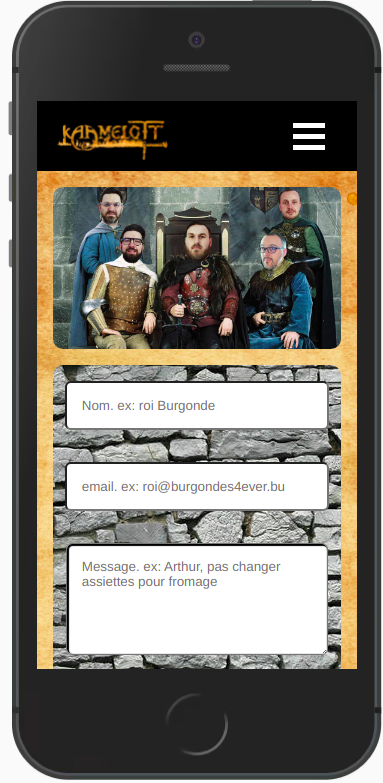 KAAMELOTT
Nom. ex: roi Burgonde
email. ex: roi@burgondes4ever.bu
Message. ex: Arthur, pas changer
assiettes pour fromage